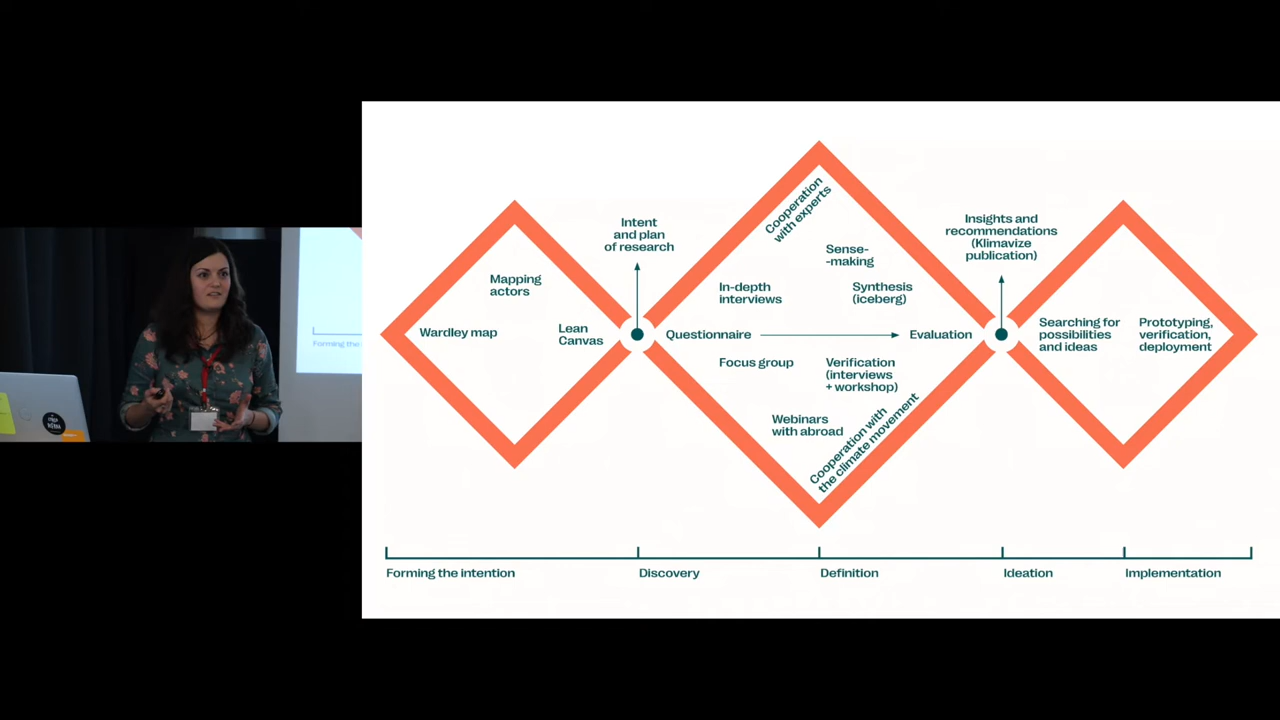 Cooperation
with experts
Intent
and plan
of research
Insights and
recommendations
(Klimavize
publication)
Sense-
-making
Mapping
actors
In-depth
interviews
Synthesis
(iceberg)
Wardley map
Lean
Canvas
Questionnaire
Evaluation
Searching for
possibilities
and ideas
Prototyping,
verification,
deployment
Focus group
Verification
(interviews
+ workshop)
Webinars
with abroad
Cooperation with
the climate movement
Forming the intention
Discovery
Definition
Ideation
Implementation
Forming the